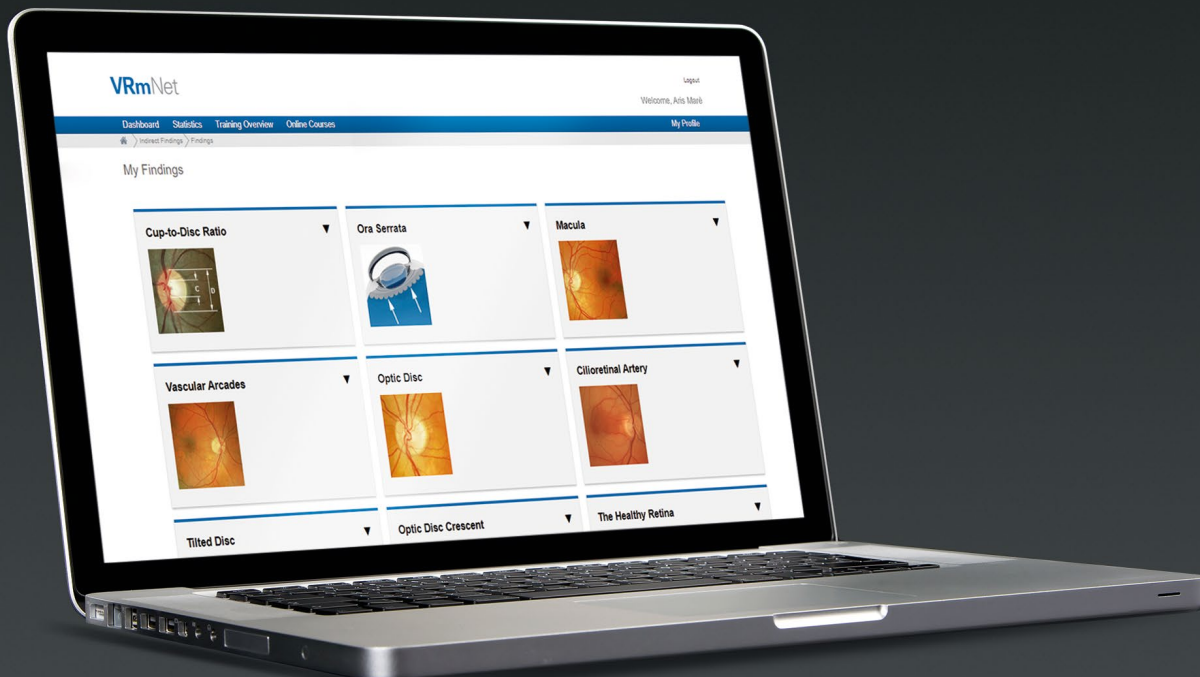 VRmNet
Logout
Welcome, Aris Marè
Dashboard Statistics Training Overview Online Courses My Profile
Indirect Findings Findings
My Findings
Cup-to-Disc Ratio
C D
Ora Serrata
Macula
Vascular Arcades
Optic Disc
Cilioretinal Artery
Tilted Disc
Optic Disc Crescent
The Healthy Retina